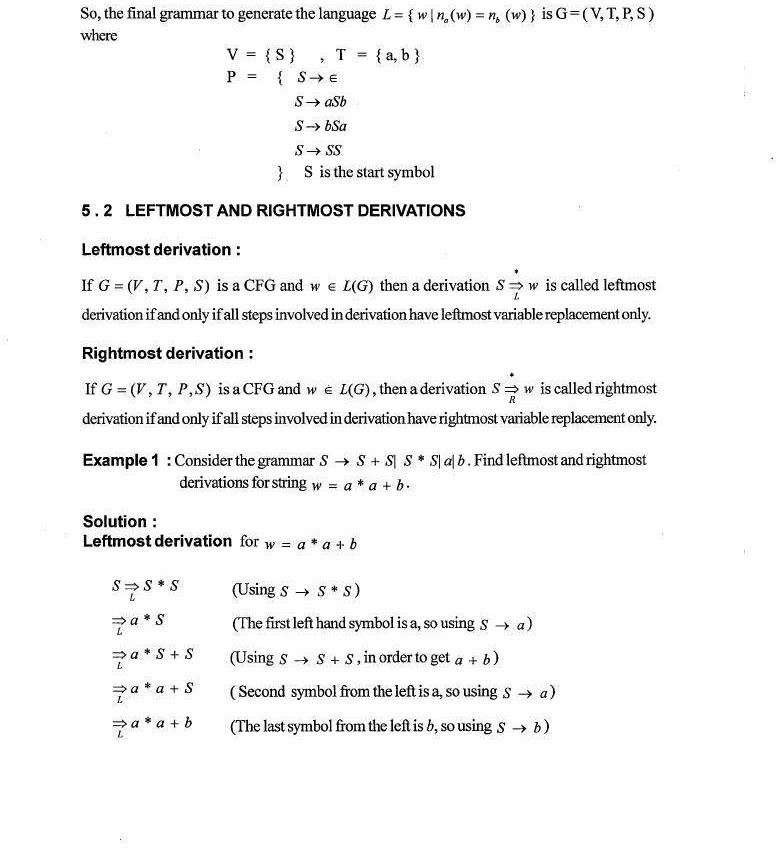 So, the final grammar to generate the language L = { w | nₐ(w) = n_b (w) } is G = ( V, T, P, S )
where
V = { S } , T = { a, b }
P = { S → ∈
S → aSb
S → bSa
S → SS
} S is the start symbol
5 . 2 LEFTMOST AND RIGHTMOST DERIVATIONS
Leftmost derivation :
If G = (V, T, P, S) is a CFG and w ∈ L(G) then a derivation S ⇒*_L w is called leftmost
derivation if and only if all steps involved in derivation have leftmost variable replacement only.
Rightmost derivation :
If G = (V, T, P,S) is a CFG and w ∈ L(G), then a derivation S ⇒*_R w is called rightmost
derivation if and only if all steps involved in derivation have rightmost variable replacement only.
Example 1 : Consider the grammar S → S + S| S * S| a| b . Find leftmost and rightmost
derivations for string w = a * a + b .
Solution :
Leftmost derivation for w = a * a + b
S ⇒_L S * S (Using S → S * S )
⇒_L a * S (The first left hand symbol is a, so using S → a )
⇒_L a * S + S (Using S → S + S , in order to get a + b )
⇒_L a * a + S ( Second symbol from the left is a, so using S → a )
⇒_L a * a + b (The last symbol from the left is b, so using S → b )